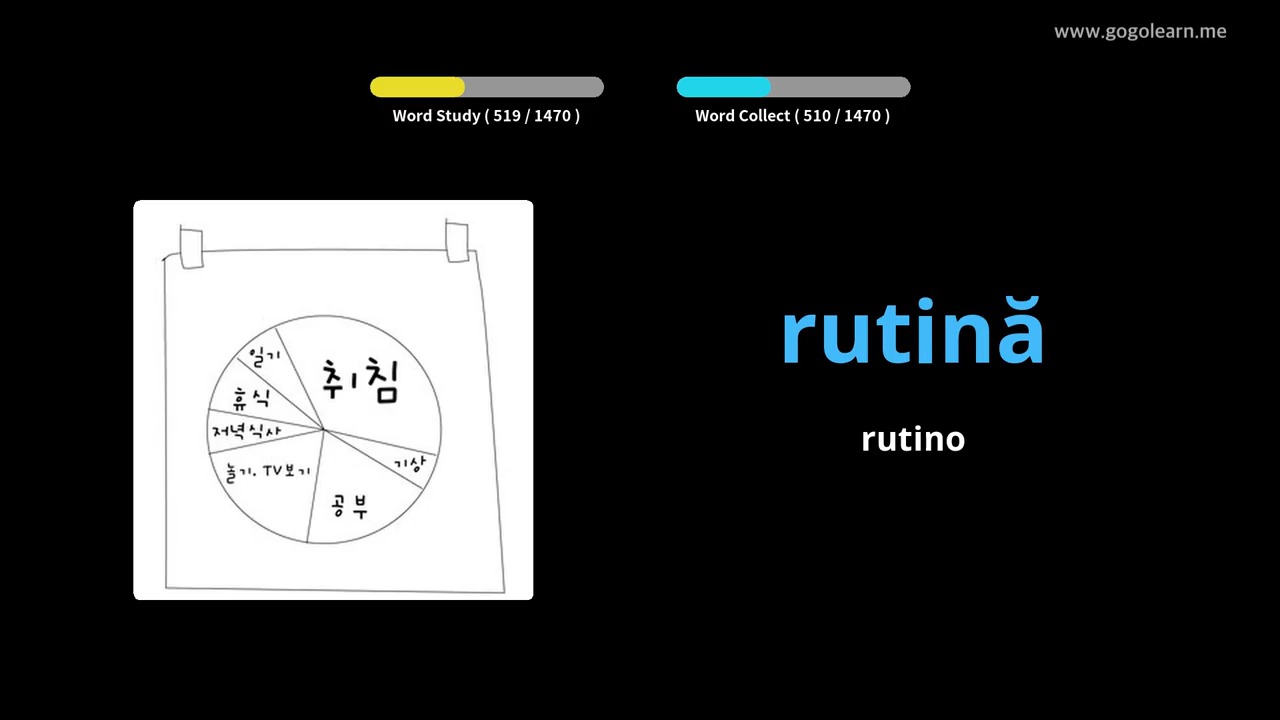 www.gogolearn.me
Word Study ( 519 / 1470 )
Word Collect ( 510 / 1470 )
일기
취침
휴식
저녁식사
기상
놀기. TV보기
공부
rutină
rutino